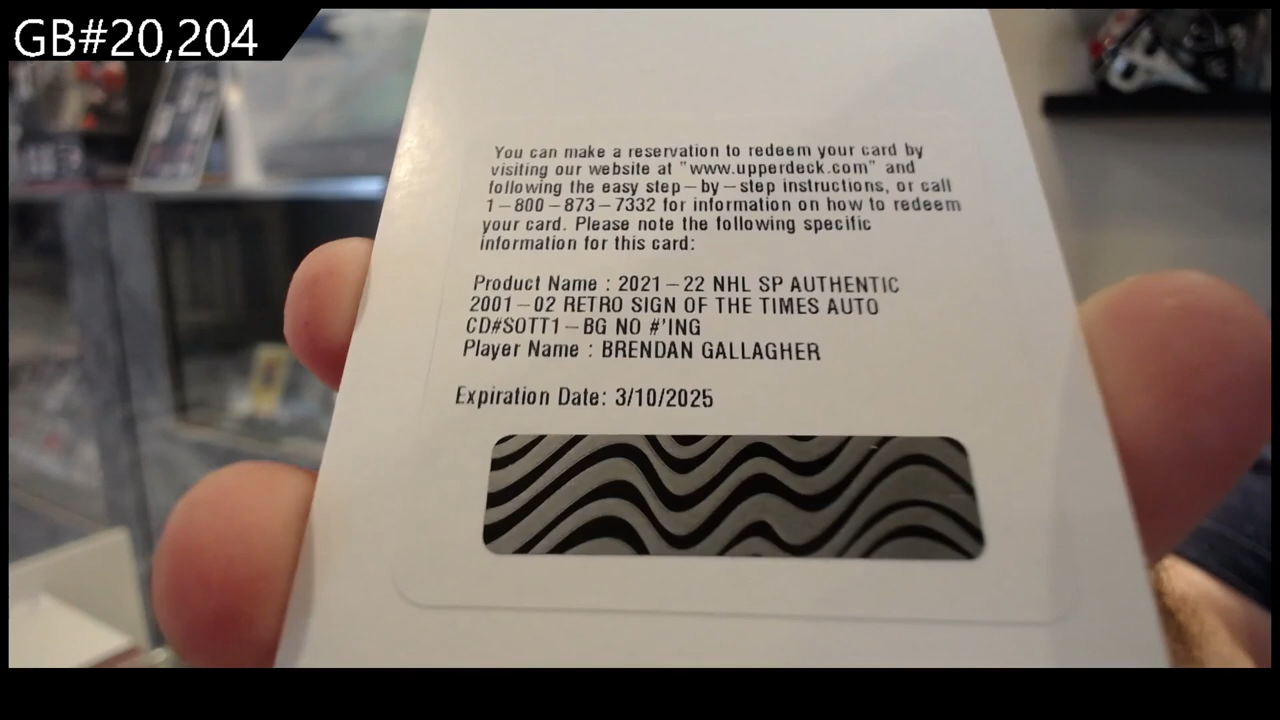 GB#20,204
You can make a reservation to redeem your card by
visiting our website at "www.upperdeck.com" and
following the easy step-by-step instructions, or call
1-800-873-7332 for information on how to redeem
your card. Please note the following specific
information for this card:
Product Name : 2021-22 NHL SP AUTHENTIC
2001-02 RETRO SIGN OF THE TIMES AUTO
CD#SOTT1-BG NO #'ING
Player Name : BRENDAN GALLAGHER
Expiration Date: 3/10/2025